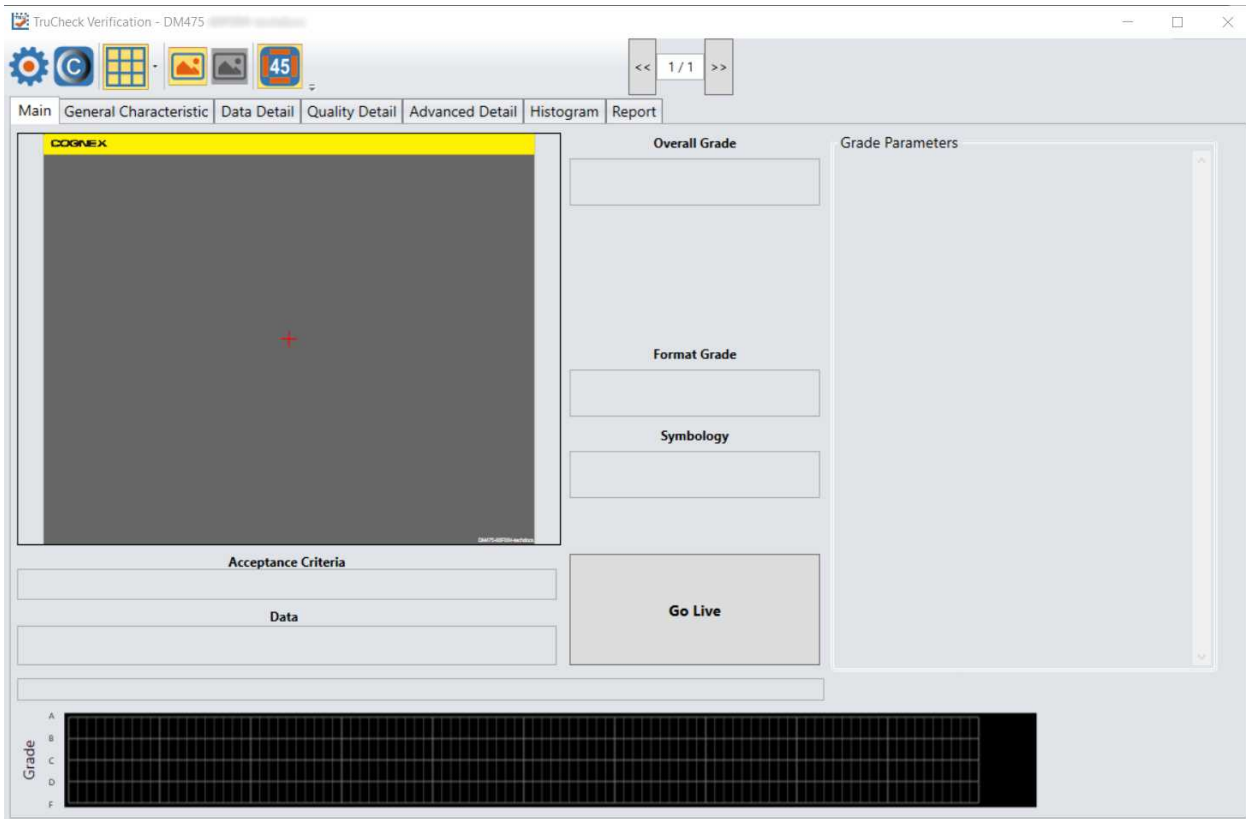 TruCheck Verification - DM475
C
45
<< 1 / 1 >>
Main General Characteristic Data Detail Quality Detail Advanced Detail Histogram Report
COGNEX
Overall Grade
Grade Parameters
Format Grade
Symbology
Acceptance Criteria
Go Live
Data
A
B
C
D
F
Grade